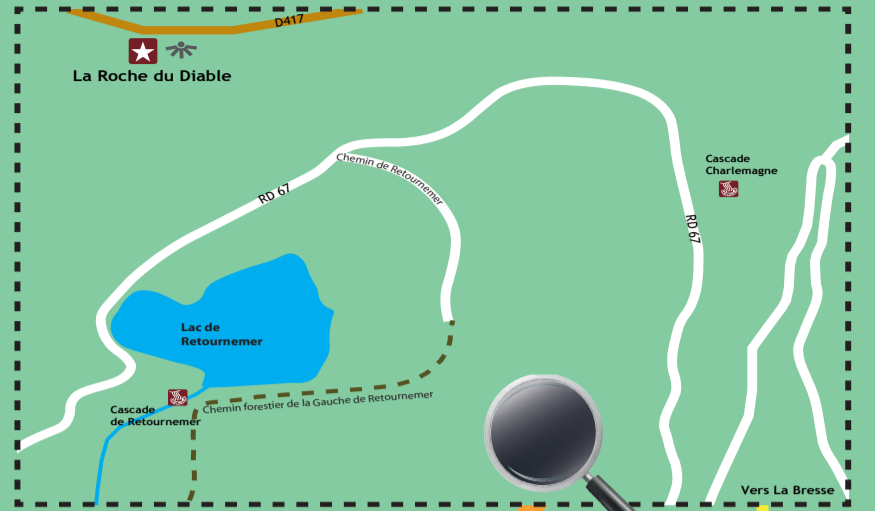 D417
La Roche du Diable
Chemin de Retournemer
Cascade
Charlemagne
RD 67
RD 67
Lac de
Retournemer
Cascade
de Retournemer
Chemin forestier de la Gauche de Retournemer
Vers La Bresse